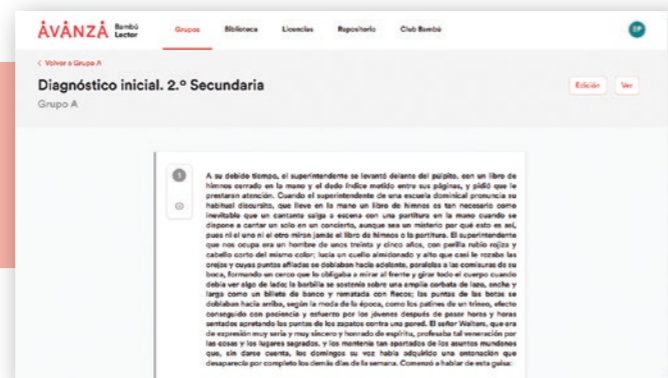 AVANZA Bambú Lector
Grupos Biblioteca Licencias Repositorio Club Bambú EP
< Volver a Grupo A
Diagnóstico inicial. 2.º Secundaria
Edición Ver
Grupo A
1
A su debido tiempo, el superintendente se levantó delante del púlpito, con un libro de
himnos cerrado en la mano y el dedo índice metido entre sus páginas, y pidió que le
prestaran atención. Cuando el superintendente de una escuela dominical pronuncia su
habitual discursito, que lleve en la mano un libro de himnos es tan necesario como
inevitable que un cantante salga a escena con una partitura en la mano cuando se
dispone a cantar un solo en un concierto, aunque sea un misterio por qué esto es así,
pues ni el uno ni el otro miran jamás el libro de himnos o la partitura. El superintendente
que nos ocupa era un hombre de unos treinta y cinco años, con perilla rubio rojiza y
cabello corto del mismo color; lucía un cuello almidonado y alto que casi le rozaba las
orejas y cuyas puntas afiladas se doblaban hacia adelante, paralelas a las comisuras de su
boca, formando un cerco que lo obligaba a mirar al frente y girar todo el cuerpo cuando
debía ver algo de lado; la barbilla se sostenía sobre una amplia corbata de lazo, ancha y
larga como un billete de banco y rematada con flecos; las puntas de las botas se
doblaban hacia arriba, según la moda de la época, como los patines de un trineo, efecto
conseguido con paciencia y esfuerzo por los jóvenes después de pasar horas y horas
sentados apretando las puntas de los zapatos contra una pared. El señor Walters, que era
de expresión muy seria y muy sincero y honrado de espíritu, profesaba tal veneración por
las cosas y los lugares sagrados, y los mantenía tan apartados de los asuntos mundanos
que, sin darse cuenta, los domingos su voz había adquirido una entonación que
desaparecía por completo los demás días de la semana. Comenzó a hablar de esta guisa: